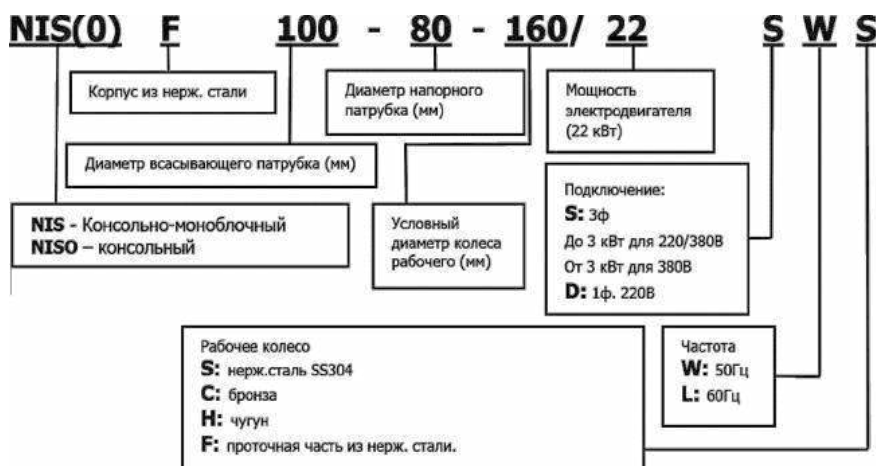 NIS(0) F 100 - 80 - 160/ 22 S W S
Корпус из нерж. стали
Диаметр напорного
патрубка (мм)
Мощность
электродвигателя
(22 кВт)
Диаметр всасывающего патрубка (мм)
NIS - Консольно-моноблочный
NISO – консольный
Условный
диаметр колеса
рабочего (мм)
Подключение:
S: 3ф
До 3 кВт для 220/380В
От 3 кВт для 380В
D: 1ф. 220В
Рабочее колесо
S: нерж.сталь SS304
C: бронза
H: чугун
F: проточная часть из нерж. стали.
Частота
W: 50Гц
L: 60Гц